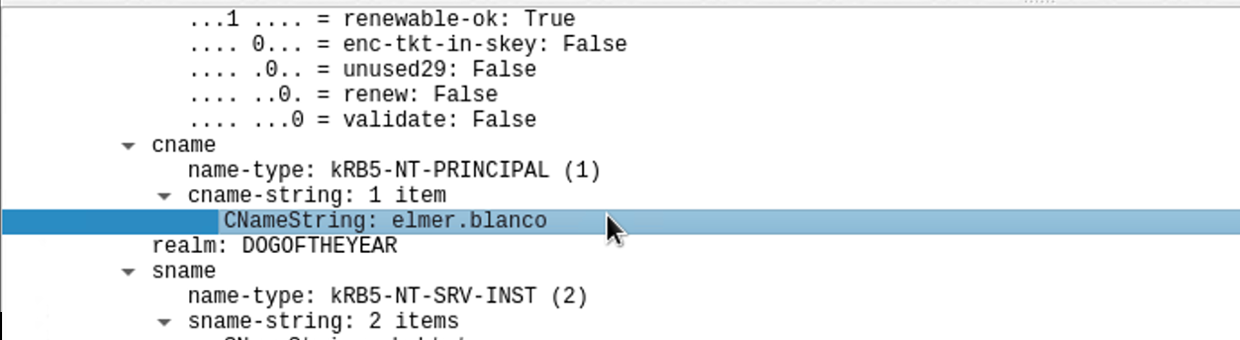 ...1 .... = renewable-ok: True
.... 0... = enc-tkt-in-skey: False
.... .0.. = unused29: False
.... ..0. = renew: False
.... ...0 = validate: False
cname
name-type: kRB5-NT-PRINCIPAL (1)
cname-string: 1 item
CNameString: elmer.blanco
realm: DOGOFTHEYEAR
sname
name-type: kRB5-NT-SRV-INST (2)
sname-string: 2 items